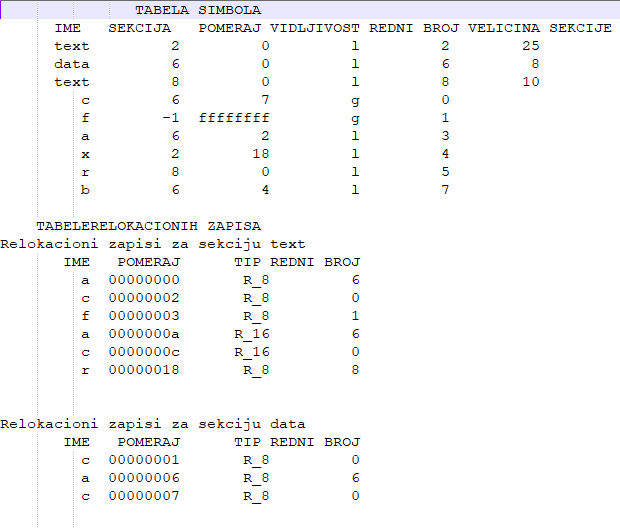 TABELA SIMBOLA
IME SEKCIJA POMERAJ VIDLJIVOST REDNI BROJ VELICINA SEKCIJE
text 2 0 l 2 25
data 6 0 l 6 8
text 8 0 l 8 10
c 6 7 g 0
f -1 ffffffff g 1
a 6 2 l 3
x 2 18 l 4
r 8 0 l 5
b 6 4 l 7
TABELERELOKACIONIH ZAPISA
Relokacioni zapisi za sekciju text
IME POMERAJ TIP REDNI BROJ
a 00000000 R_8 6
c 00000002 R_8 0
f 00000003 R_8 1
a 0000000a R_16 6
c 0000000c R_16 0
r 00000018 R_8 8
Relokacioni zapisi za sekciju data
IME POMERAJ TIP REDNI BROJ
c 00000001 R_8 0
a 00000006 R_8 6
c 00000007 R_8 0